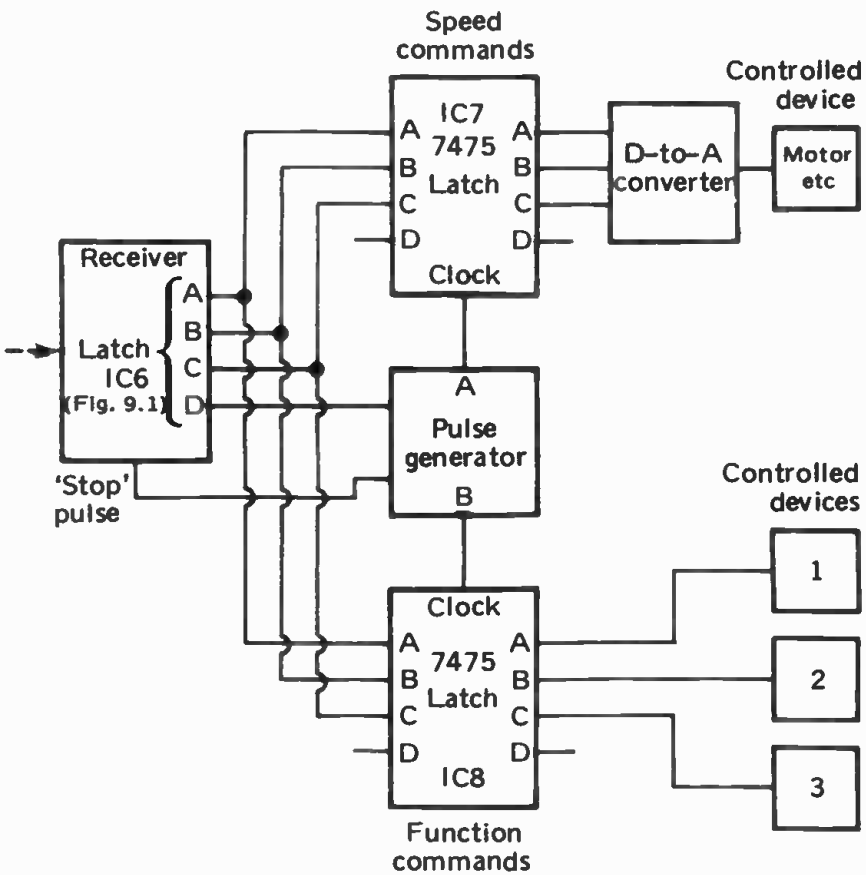 Speed
commands
Controlled
device
IC7
7475
Latch
A
B
C
D
A
B
C
D
Clock
D-to-A
converter
Motor
etc
Receiver
Latch
IC6
(Fig. 9.1)
A
B
C
D
'Stop'
pulse
A
Pulse
generator
B
Controlled
devices
Clock
A
B
C
D
7475
Latch
IC8
A
B
C
D
1
2
3
Function
commands